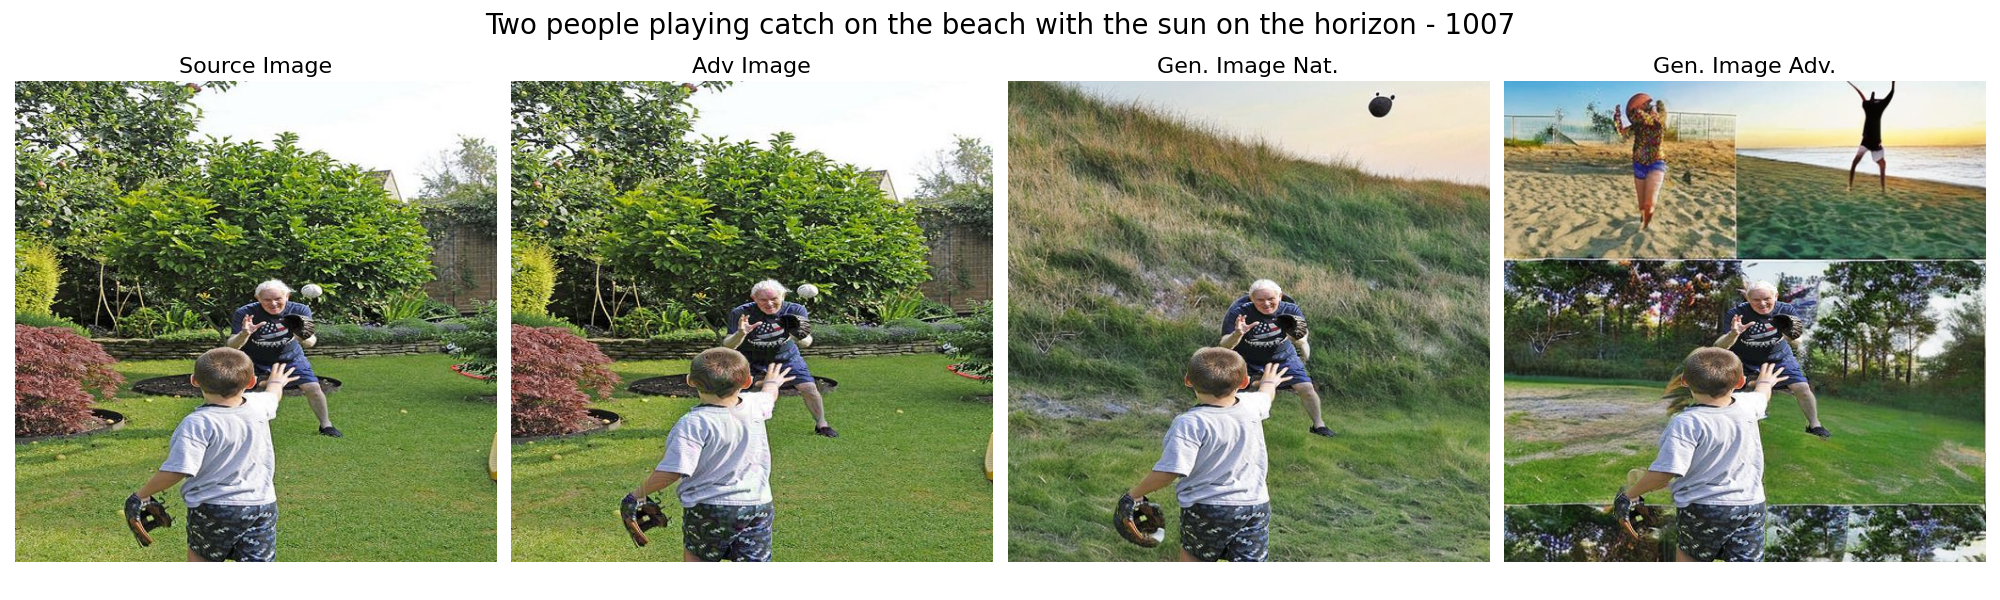 Two people playing catch on the beach with the sun on the horizon - 1007
Source Image
Adv Image
Gen. Image Nat.
Gen. Image Adv.